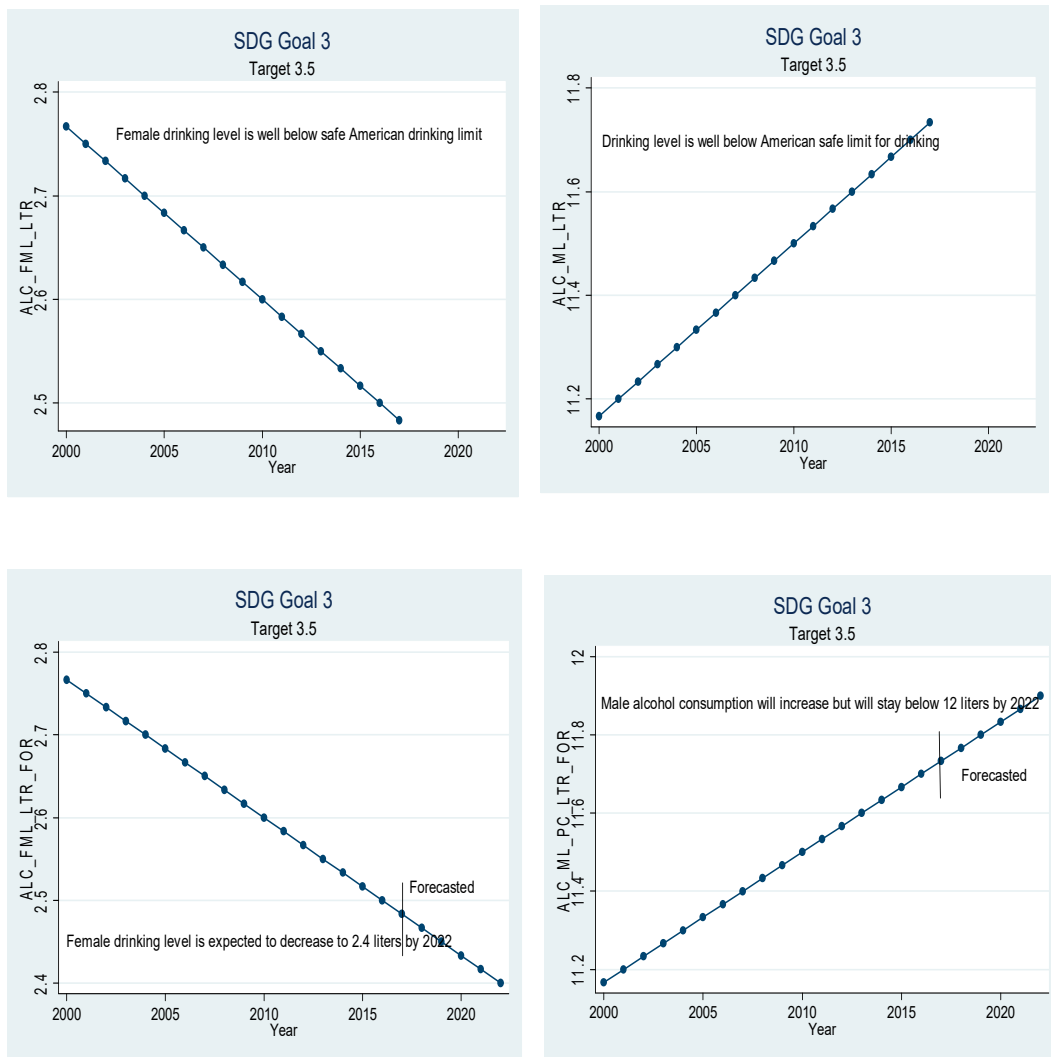 SDG Goal 3
Target 3.5
Female drinking level is well below safe American drinking limit
ALC_FML_LTR
2.8
2.7
2.6
2.5
2000 2005 2010 2015 2020
Year
SDG Goal 3
Target 3.5
Drinking level is well below American safe limit for drinking
ALC_ML_LTR
11.8
11.6
11.4
11.2
2000 2005 2010 2015 2020
Year
SDG Goal 3
Target 3.5
ALC_FML_LTR_FOR
2.8
2.7
2.6
2.5
2.4
Forecasted
Female drinking level is expected to decrease to 2.4 liters by 2022
2000 2005 2010 2015 2020
Year
SDG Goal 3
Target 3.5
Male alcohol consumption will increase but will stay below 12 liters by 2022
ALC_ML_PC_LTR_FOR
12
11.8
11.6
11.4
11.2
Forecasted
2000 2005 2010 2015 2020
Year